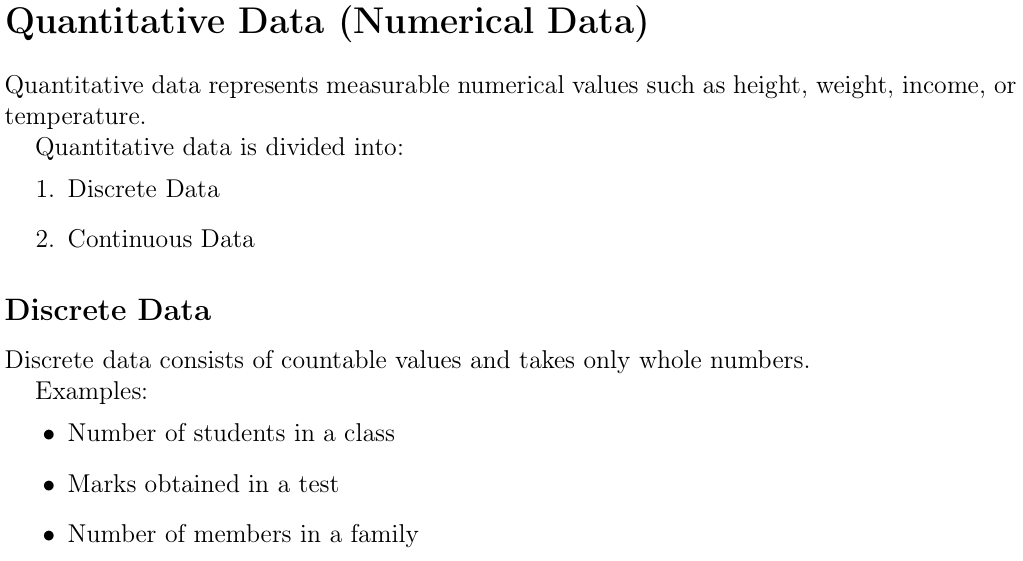 Quantitative Data (Numerical Data)
Quantitative data represents measurable numerical values such as height, weight, income, or
temperature.
Quantitative data is divided into:
1. Discrete Data
2. Continuous Data
Discrete Data
Discrete data consists of countable values and takes only whole numbers.
Examples:
• Number of students in a class
• Marks obtained in a test
• Number of members in a family